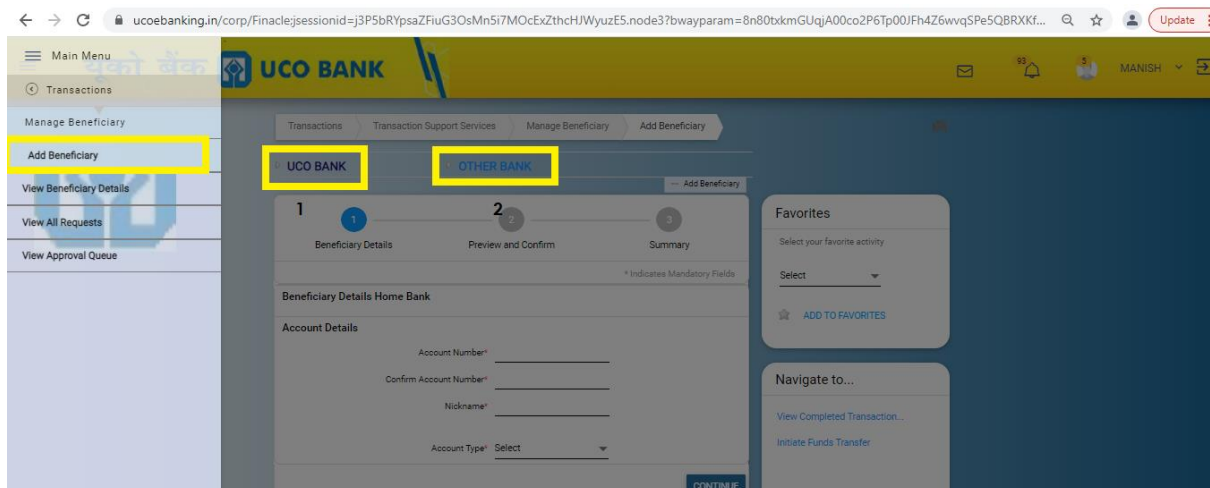 ucoebanking.in/corp/Finacle;jsessionid=j3P5bRYpsaZFiuG3OsMn5i7MOcExZthcHJWyuzE5.node3?bwayparam=8n80txkmGUqjA00co2P6Tp00JFh4Z6wvqSPe5QBRXKf...
Update
Main Menu
यूको बैंक
UCO BANK
93
5
MANISH
Transactions
Manage Beneficiary
Add Beneficiary
View Beneficiary Details
View All Requests
View Approval Queue
Transactions
Transaction Support Services
Manage Beneficiary
Add Beneficiary
UCO BANK
OTHER BANK
Add Beneficiary
1
2
1
2
3
Beneficiary Details
Preview and Confirm
Summary
* Indicates Mandatory Fields
Beneficiary Details Home Bank
Account Details
Account Number*
Confirm Account Number*
Nickname*
Account Type* Select
CONTINUE
Favorites
Select your favorite activity
Select
ADD TO FAVORITES
Navigate to...
View Completed Transaction...
Initiate Funds Transfer